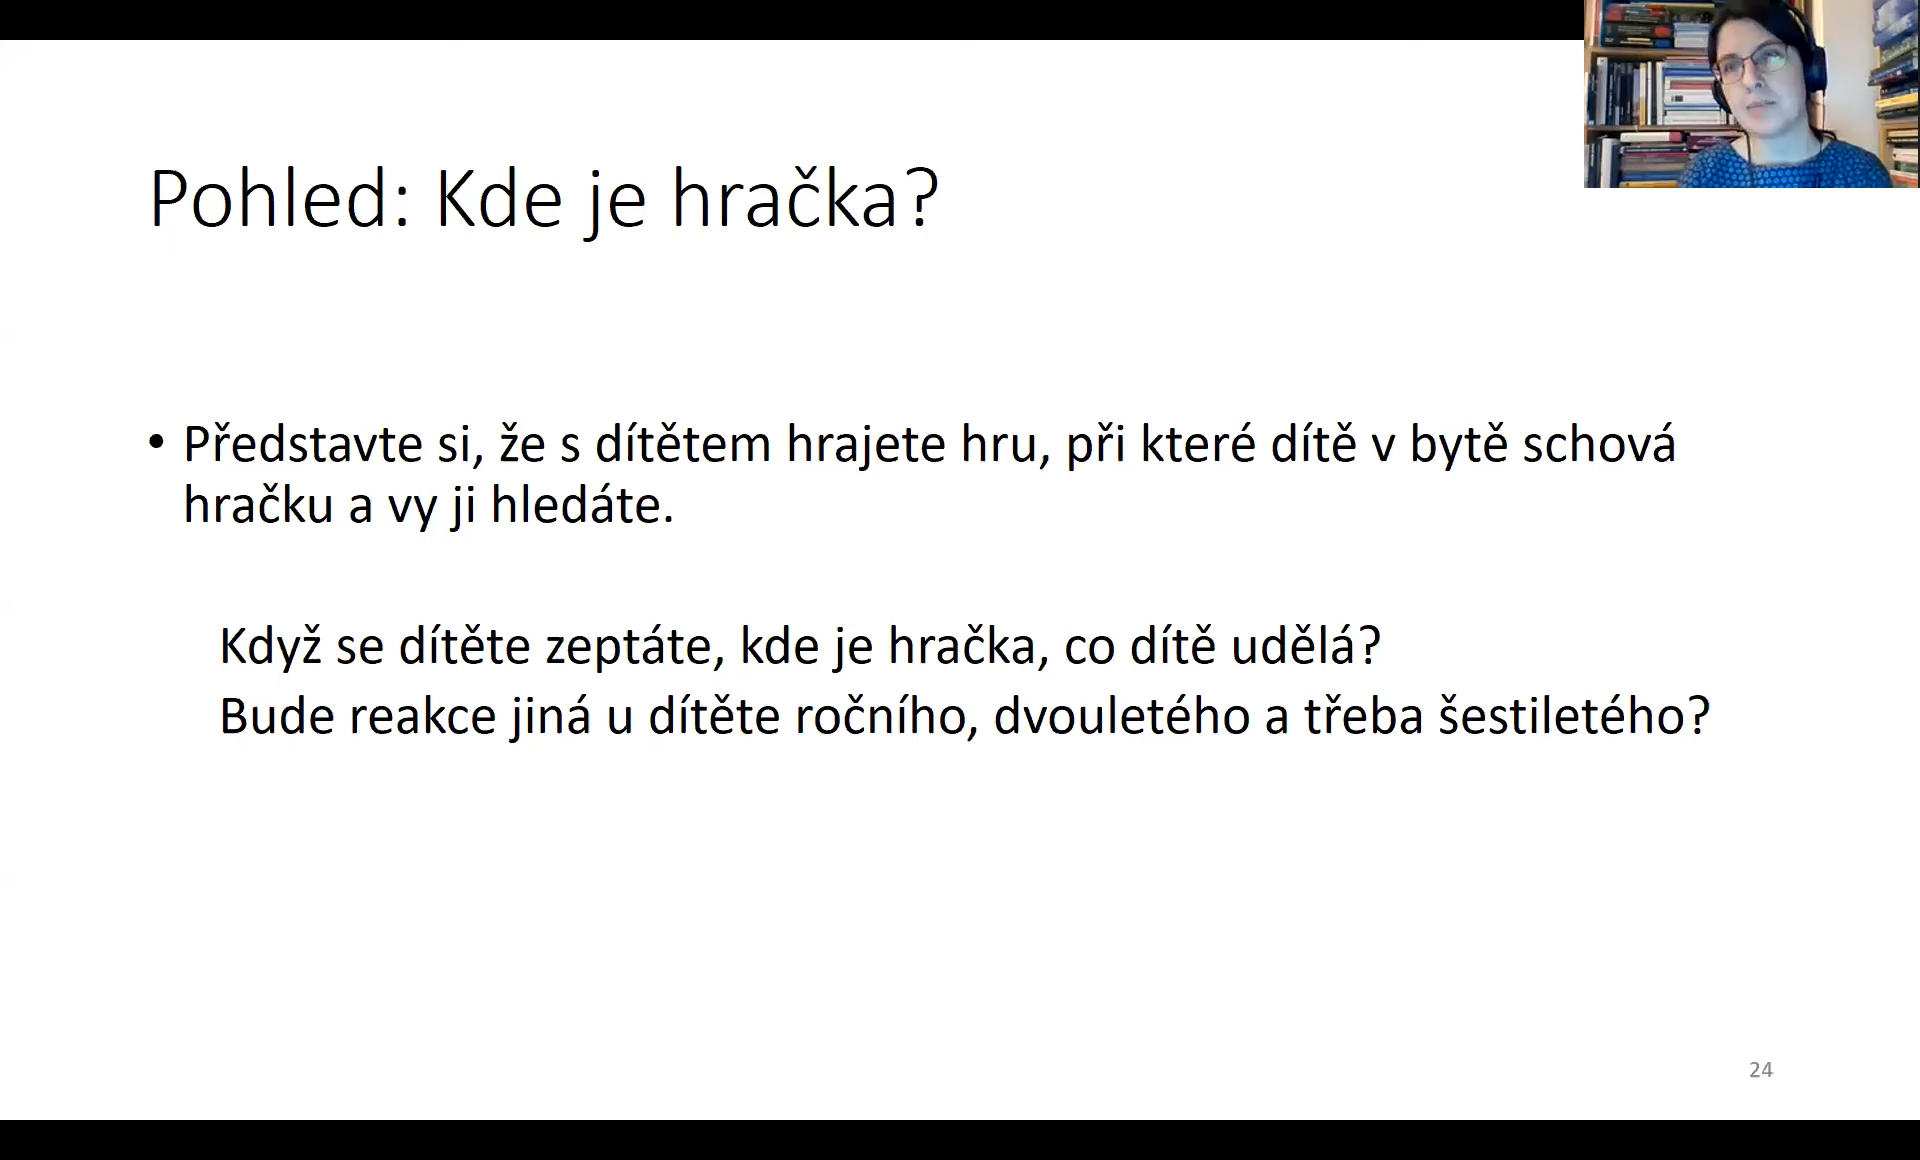 Pohled: Kde je hračka?
• Představte si, že s dítětem hrajete hru, při které dítě v bytě schová
hračku a vy ji hledáte.
Když se dítěte zeptáte, kde je hračka, co dítě udělá?
Bude reakce jiná u dítěte ročního, dvouletého a třeba šestiletého?
24